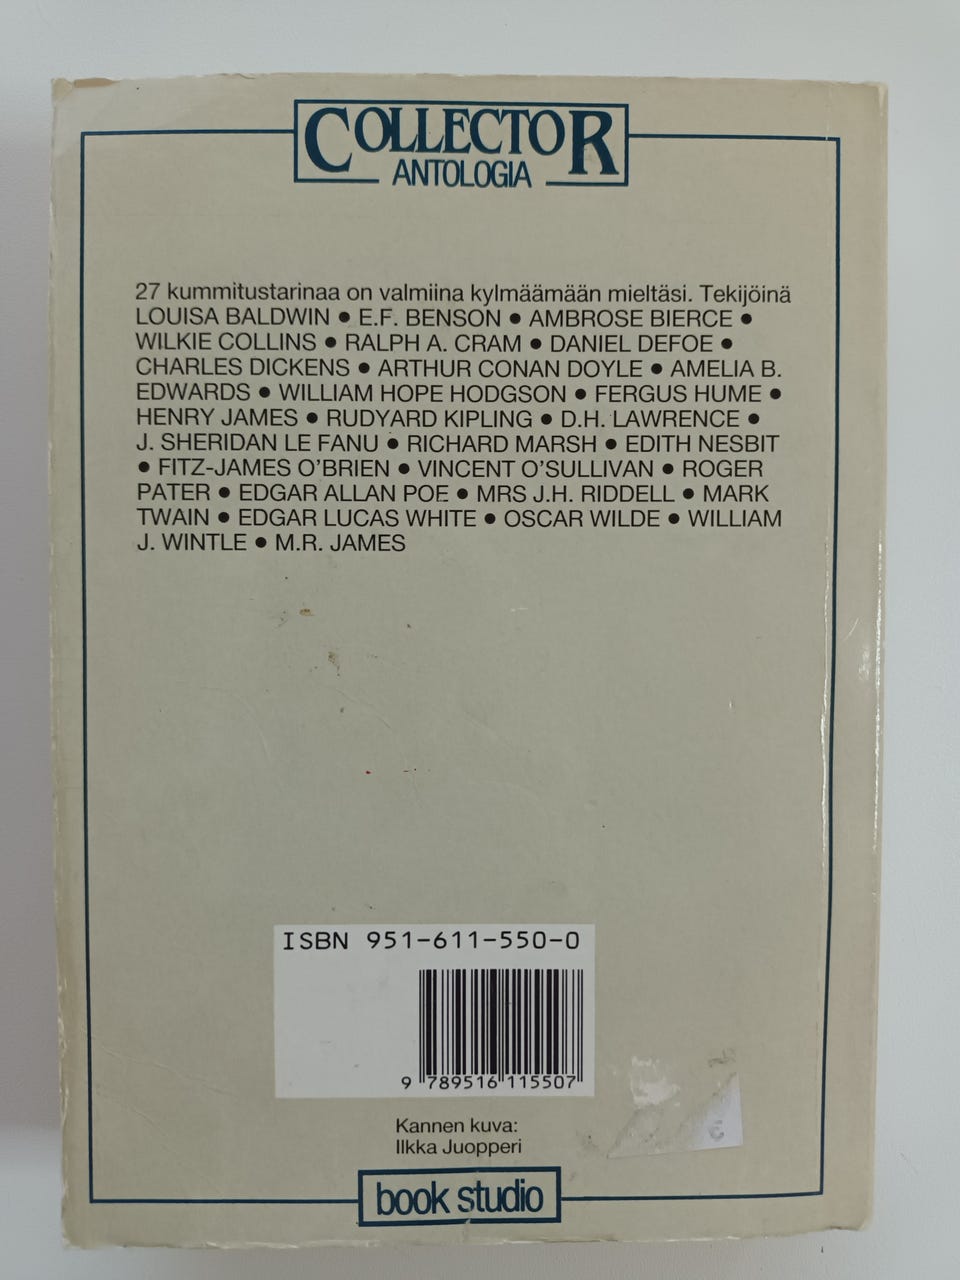 COLLECTOR
ANTOLOGIA
27 kummitustarinaa on valmiina kylmäämään mieltäsi. Tekijöinä
LOUISA BALDWIN ● E.F. BENSON ● AMBROSE BIERCE ●
WILKIE COLLINS ● RALPH A. CRAM ● DANIEL DEFOE ●
CHARLES DICKENS ● ARTHUR CONAN DOYLE ● AMELIA B.
EDWARDS ● WILLIAM HOPE HODGSON ● FERGUS HUME ●
HENRY JAMES ● RUDYARD KIPLING ● D.H. LAWRENCE ●
J. SHERIDAN LE FANU ● RICHARD MARSH ● EDITH NESBIT
● FITZ-JAMES O'BRIEN ● VINCENT O'SULLIVAN ● ROGER
PATER ● EDGAR ALLAN POE ● MRS J.H. RIDDELL ● MARK
TWAIN ● EDGAR LUCAS WHITE ● OSCAR WILDE ● WILLIAM
J. WINTLE ● M.R. JAMES
ISBN 951-611-550-0
9 789516 115507
Kannen kuva:
Ilkka Juopperi
book studio